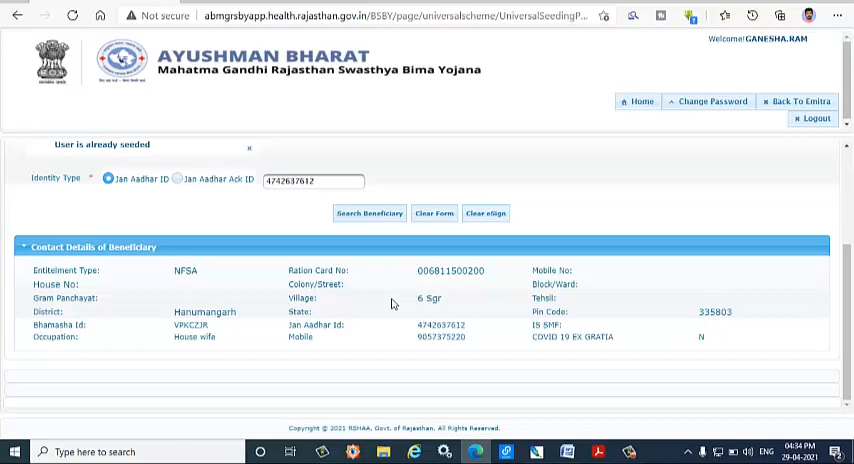 Not secure | abmgrsbyapp.health.rajasthan.gov.in/BSBY/page/universalscheme/UniversalSeedingP...
Welcome!GANESHA.RAM
AYUSHMAN BHARAT
Mahatma Gandhi Rajasthan Swasthya Bima Yojana
Home Change Password Back To Emitra
Logout
User is already seeded
Identity Type * Jan Aadhar ID Jan Aadhar Ack ID 4742637612
Search Beneficiary Clear Form Clear eSign
Contact Details of Beneficiary
Entitelment Type: NFSA Ration Card No: 006811500200 Mobile No:
House No: Colony/Street: Block/Ward:
Gram Panchayat: Village: 6 Sgr Tehsil:
District: Hanumangarh State: Pin Code: 335803
Bhamasha Id: VPKCZJR Jan Aadhar Id: 4742637612 IS SMF:
Occupation: House wife Mobile 9057375220 COVID 19 EX GRATIA N
Copyright © 2021 RSHAA, Govt. of Rajasthan. All Rights Reserved.
Type here to search
ENG
04:34 PM
29-04-2021